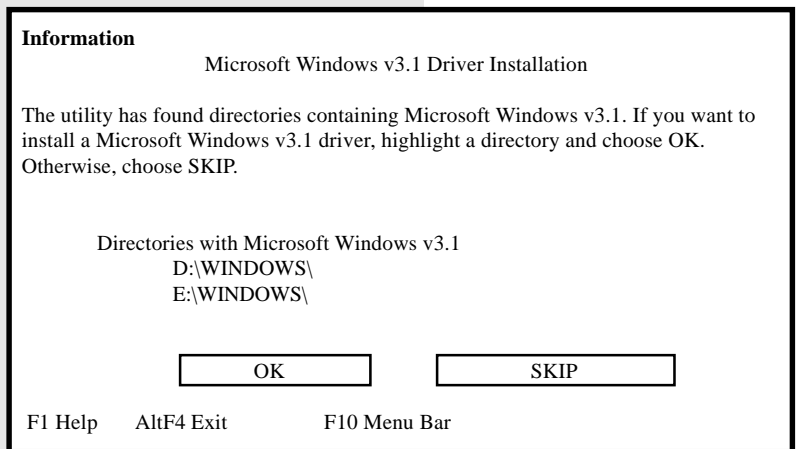 Information
Microsoft Windows v3.1 Driver Installation
The utility has found directories containing Microsoft Windows v3.1. If you want to
install a Microsoft Windows v3.1 driver, highlight a directory and choose OK.
Otherwise, choose SKIP.
Directories with Microsoft Windows v3.1
D:\WINDOWS\
E:\WINDOWS\
OK SKIP
F1 Help AltF4 Exit F10 Menu Bar